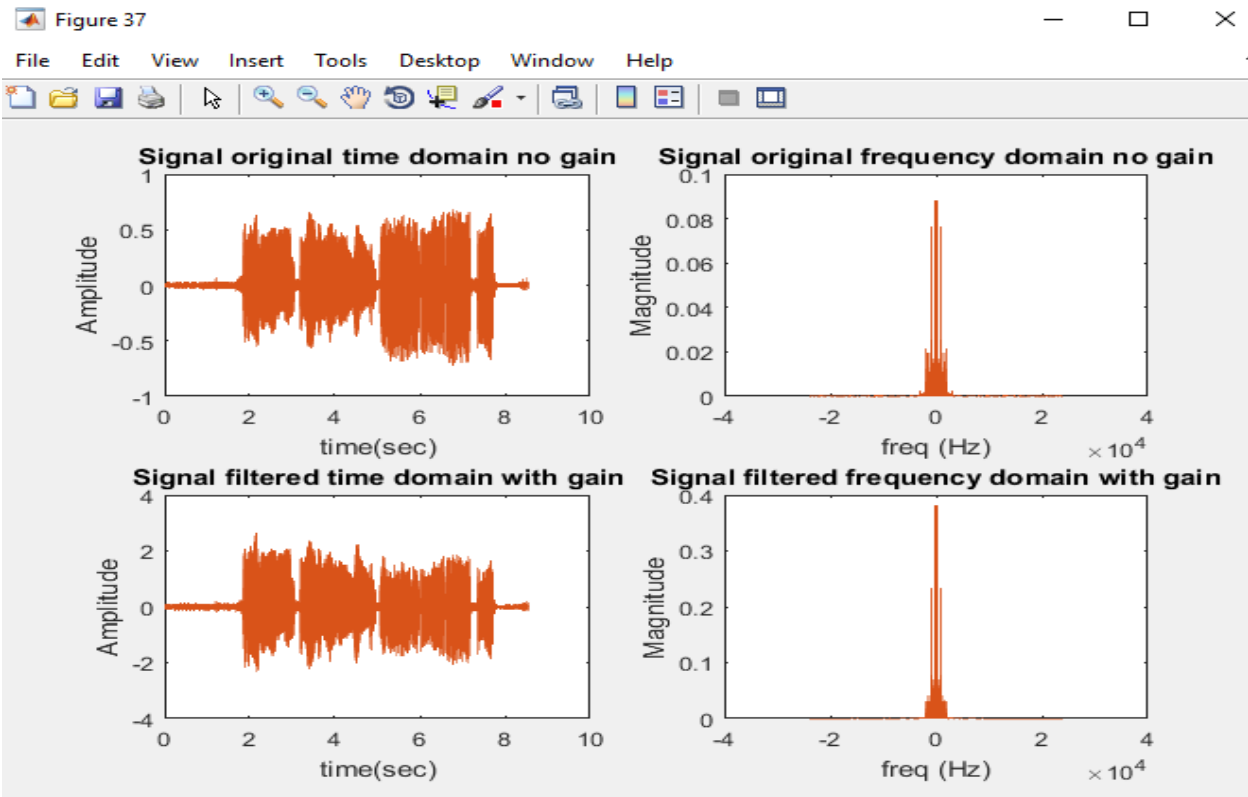 Figure 37
File Edit View Insert Tools Desktop Window Help
Signal original time domain no gain
Amplitude
1
0.5
0
-0.5
-1
0 2 4 6 8 10
time(sec)
Signal original frequency domain no gain
Magnitude
0.1
0.08
0.06
0.04
0.02
0
-4 -2 0 2 4
freq (Hz)
×10^4
Signal filtered time domain with gain
Amplitude
4
2
0
-2
-4
0 2 4 6 8 10
time(sec)
Signal filtered frequency domain with gain
Magnitude
0.4
0.3
0.2
0.1
0
-4 -2 0 2 4
freq (Hz)
×10^4